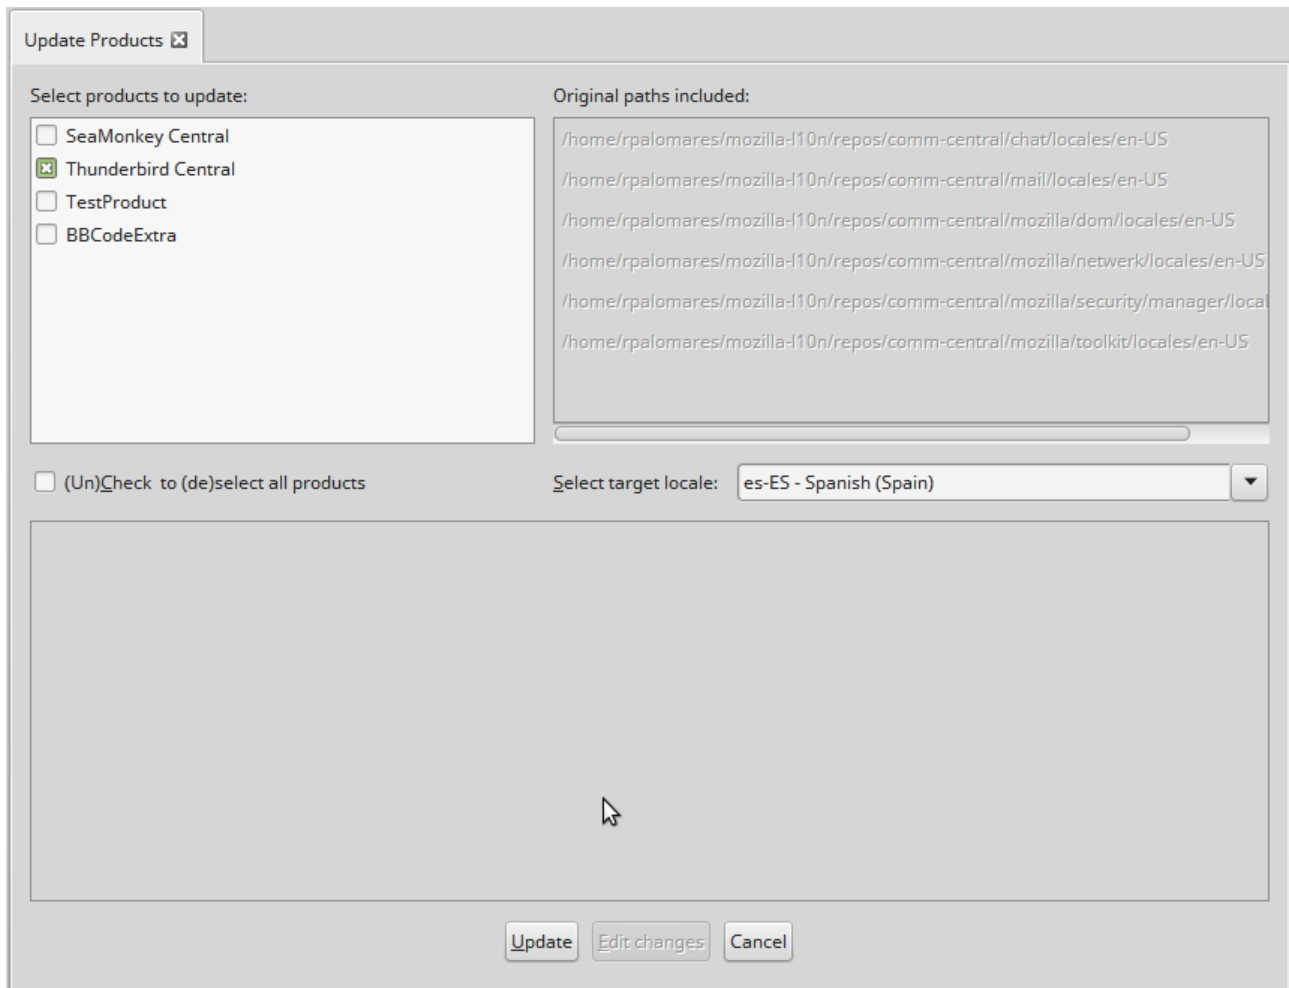 Update Products
Select products to update:
SeaMonkey Central
Thunderbird Central
TestProduct
BBCodeExtra
Original paths included:
/home/rpalomares/mozilla-l10n/repos/comm-central/chat/locales/en-US
/home/rpalomares/mozilla-l10n/repos/comm-central/mail/locales/en-US
/home/rpalomares/mozilla-l10n/repos/comm-central/mozilla/dom/locales/en-US
/home/rpalomares/mozilla-l10n/repos/comm-central/mozilla/netwerk/locales/en-US
/home/rpalomares/mozilla-l10n/repos/comm-central/mozilla/security/manager/local
/home/rpalomares/mozilla-l10n/repos/comm-central/mozilla/toolkit/locales/en-US
(Un)Check to (de)select all products
Select target locale: es-ES - Spanish (Spain)
Update Edit changes Cancel